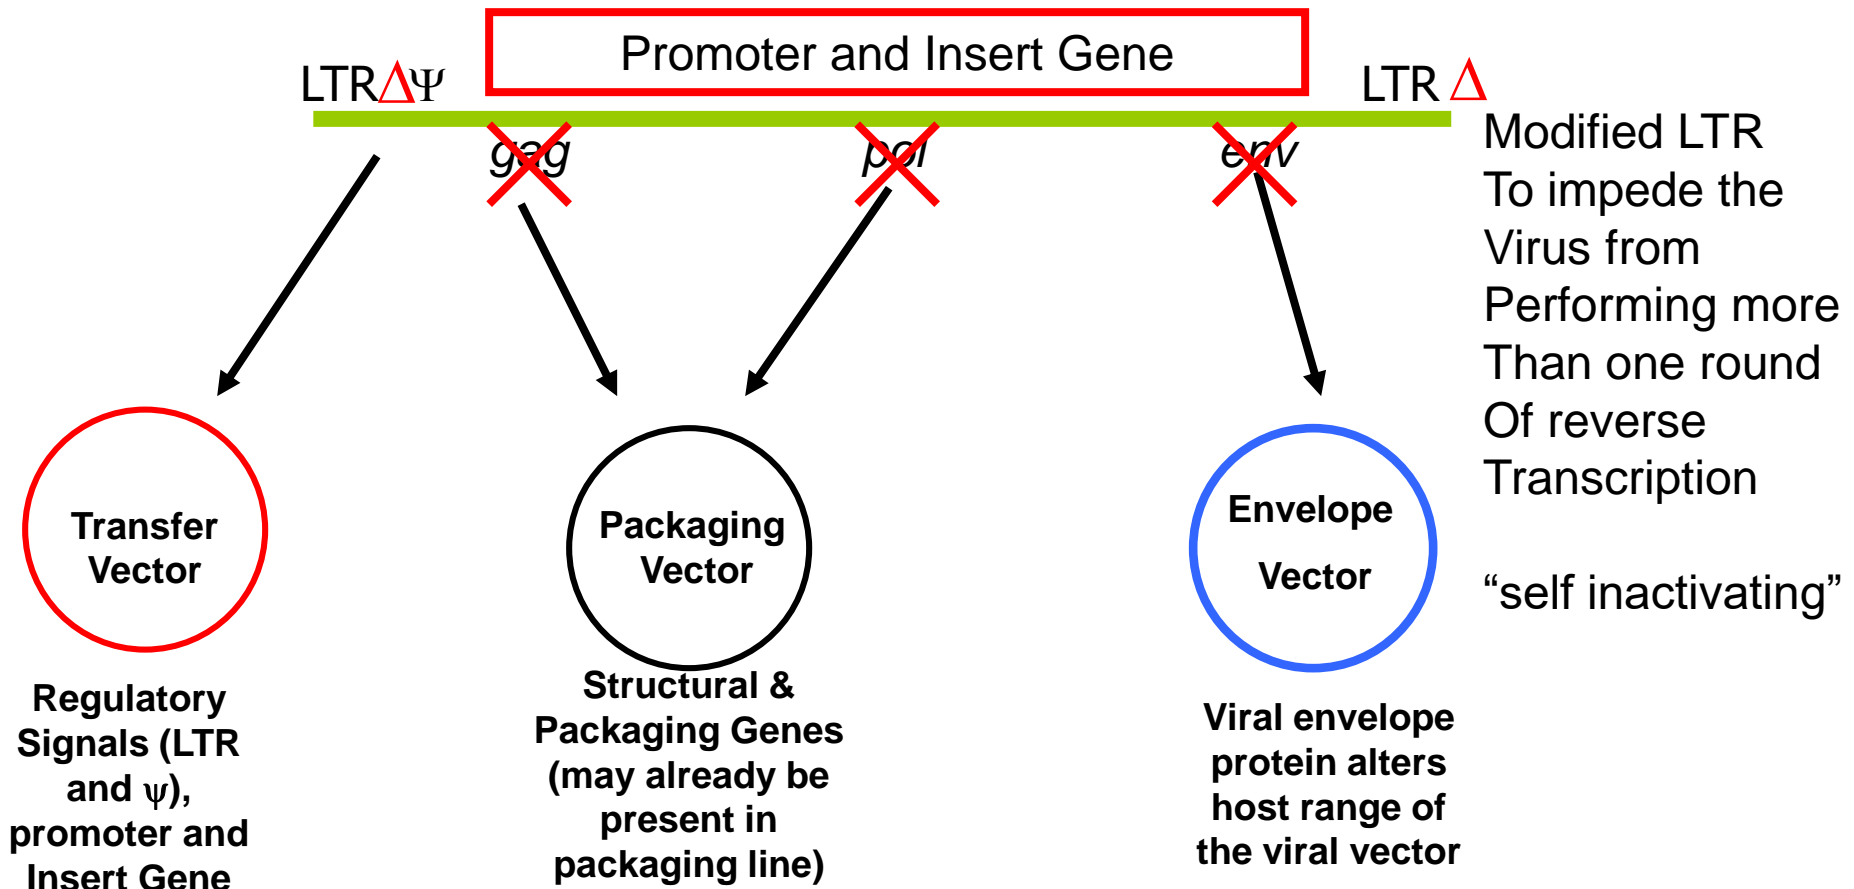 Promoter and Insert Gene
LTRΔΨ
LTR Δ
gag
pol
env
Modified LTR
To impede the
Virus from
Performing more
Than one round
Of reverse
Transcription
“self inactivating”
Transfer
Vector
Packaging
Vector
Envelope
Vector
Regulatory
Signals (LTR
and ψ),
promoter and
Insert Gene
Structural &
Packaging Genes
(may already be
present in
packaging line)
Viral envelope
protein alters
host range of
the viral vector